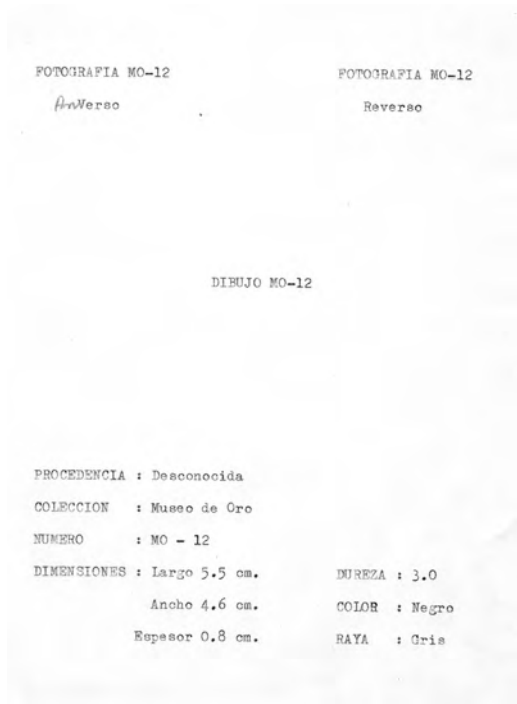 FOTOGRAFIA MO-12 FOTOGRAFIA MO-12
AnVerso Reverso
DIBUJO MO-12
PROCEDENCIA : Desconocida
COLECCION : Museo de Oro
NUMERO : MO - 12
DIMENSIONES : Largo 5.5 cm. DUREZA : 3.0
Ancho 4.6 cm. COLOR : Negro
Espesor 0.8 cm. RAYA : Gris